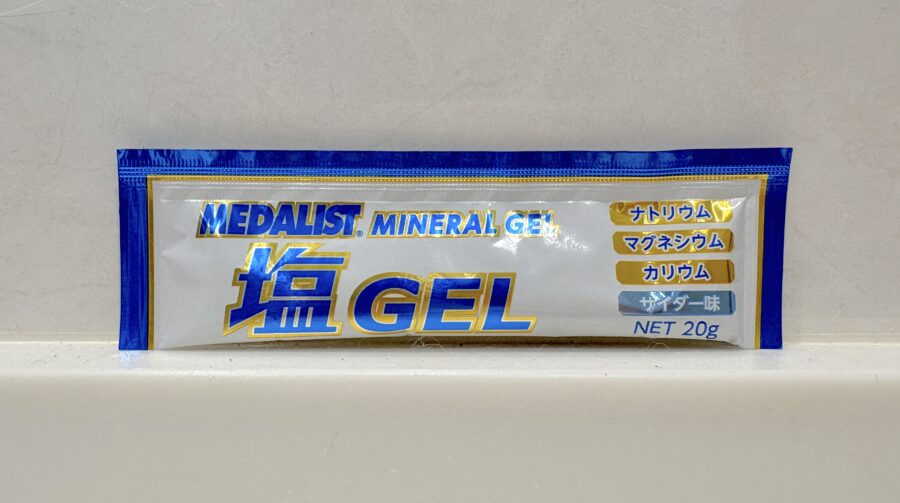 MEDALIST® MINERAL GEL
塩GEL
ナトリウム
マグネシウム
カリウム
サイダー味
NET 20g